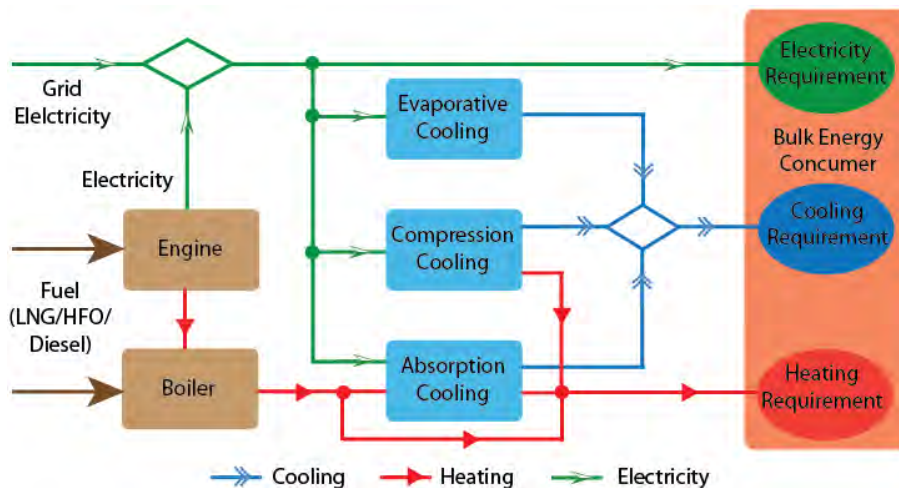 Grid
Elelctricity
Electricity
Engine
Fuel
(LNG/HFO/
Diesel)
Boiler
Evaporative
Cooling
Compression
Cooling
Absorption
Cooling
Electricity
Requirement
Bulk Energy
Concumer
Cooling
Requirement
Heating
Requirement
Cooling
Heating
Electricity